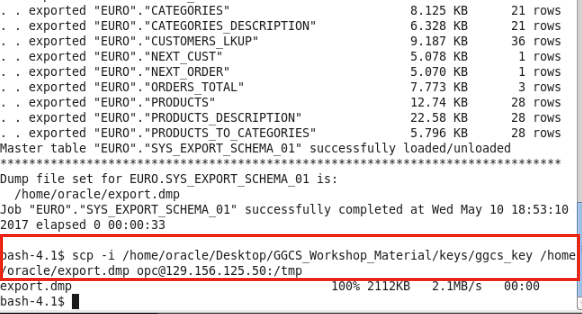 . . exported "EURO"."CATEGORIES" 8.125 KB 21 rows
. . exported "EURO"."CATEGORIES_DESCRIPTION" 6.328 KB 21 rows
. . exported "EURO"."CUSTOMERS_LKUP" 9.187 KB 36 rows
. . exported "EURO"."NEXT_CUST" 5.078 KB 1 rows
. . exported "EURO"."NEXT_ORDER" 5.070 KB 1 rows
. . exported "EURO"."ORDERS_TOTAL" 7.773 KB 3 rows
. . exported "EURO"."PRODUCTS" 12.74 KB 28 rows
. . exported "EURO"."PRODUCTS_DESCRIPTION" 22.58 KB 28 rows
. . exported "EURO"."PRODUCTS_TO_CATEGORIES" 5.796 KB 28 rows
Master table "EURO"."SYS_EXPORT_SCHEMA_01" successfully loaded/unloaded
******************************************************************************
Dump file set for EURO.SYS_EXPORT_SCHEMA_01 is:
/home/oracle/export.dmp
Job "EURO"."SYS_EXPORT_SCHEMA_01" successfully completed at Wed May 10 18:53:10
2017 elapsed 0 00:00:33
bash-4.1$ scp -i /home/oracle/Desktop/GGCS_Workshop_Material/keys/ggcs_key /home
/oracle/export.dmp opc@129.156.125.50:/tmp
export.dmp 100% 2112KB 2.1MB/s 00:00
bash-4.1$